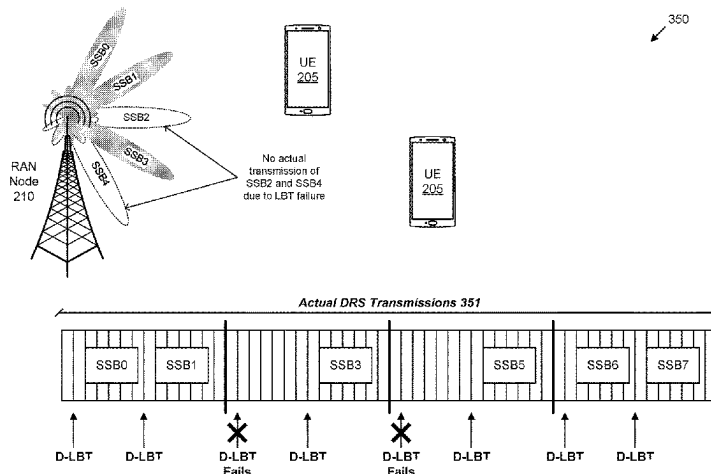 350
SSB0
SSB1
SSB2
SSB3
SSB4
UE
205
UE
205
RAN
Node
210
No actual
transmission of
SSB2 and SSB4
due to LBT failure
Actual DRS Transmissions 351
SSB0 SSB1 SSB3 SSB5 SSB6 SSB7
D-LBT D-LBT D-LBT D-LBT D-LBT D-LBT D-LBT D-LBT
Fails Fails